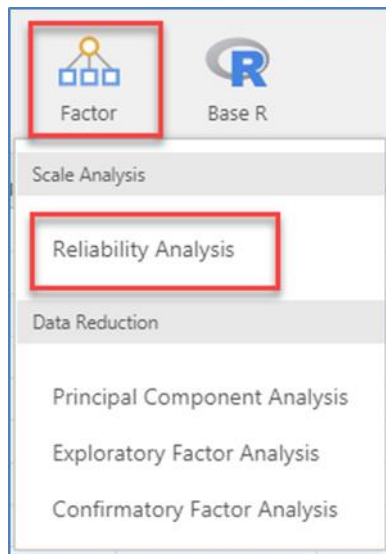 Factor
Base R
Scale Analysis
Reliability Analysis
Data Reduction
Principal Component Analysis
Exploratory Factor Analysis
Confirmatory Factor Analysis